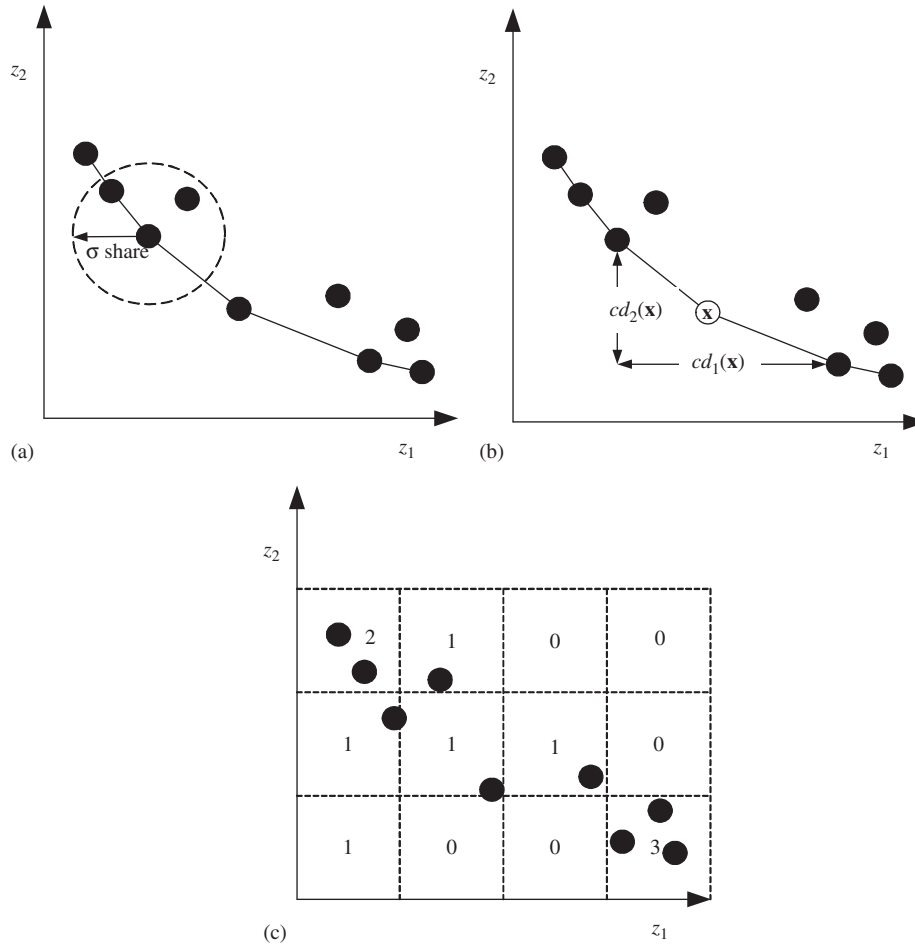 z2
σ share
(a)
z1
z2
x
cd2(x)
cd1(x)
(b)
z1
z2
2 1 0 0
1 1 1 0
1 0 0 3
(c)
z1